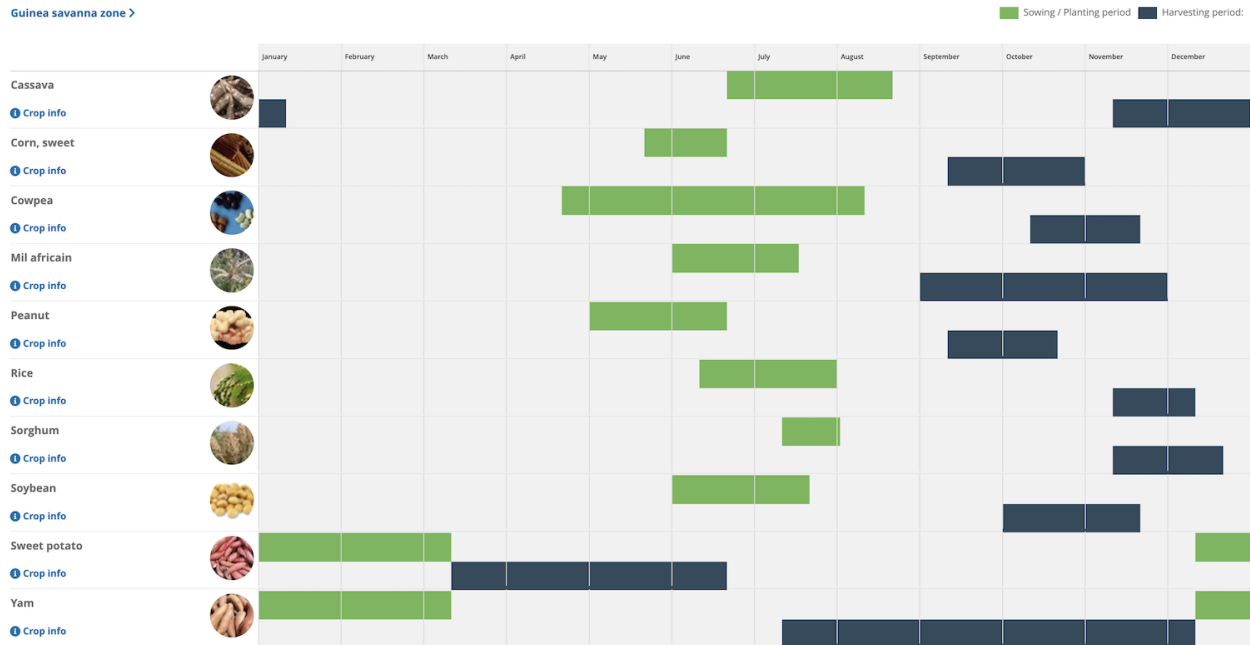 Guinea savanna zone >
Sowing / Planting period Harvesting period:
January February March April May June July August September October November December
Cassava
Crop info
Corn, sweet
Crop info
Cowpea
Crop info
Mil africain
Crop info
Peanut
Crop info
Rice
Crop info
Sorghum
Crop info
Soybean
Crop info
Sweet potato
Crop info
Yam
Crop info